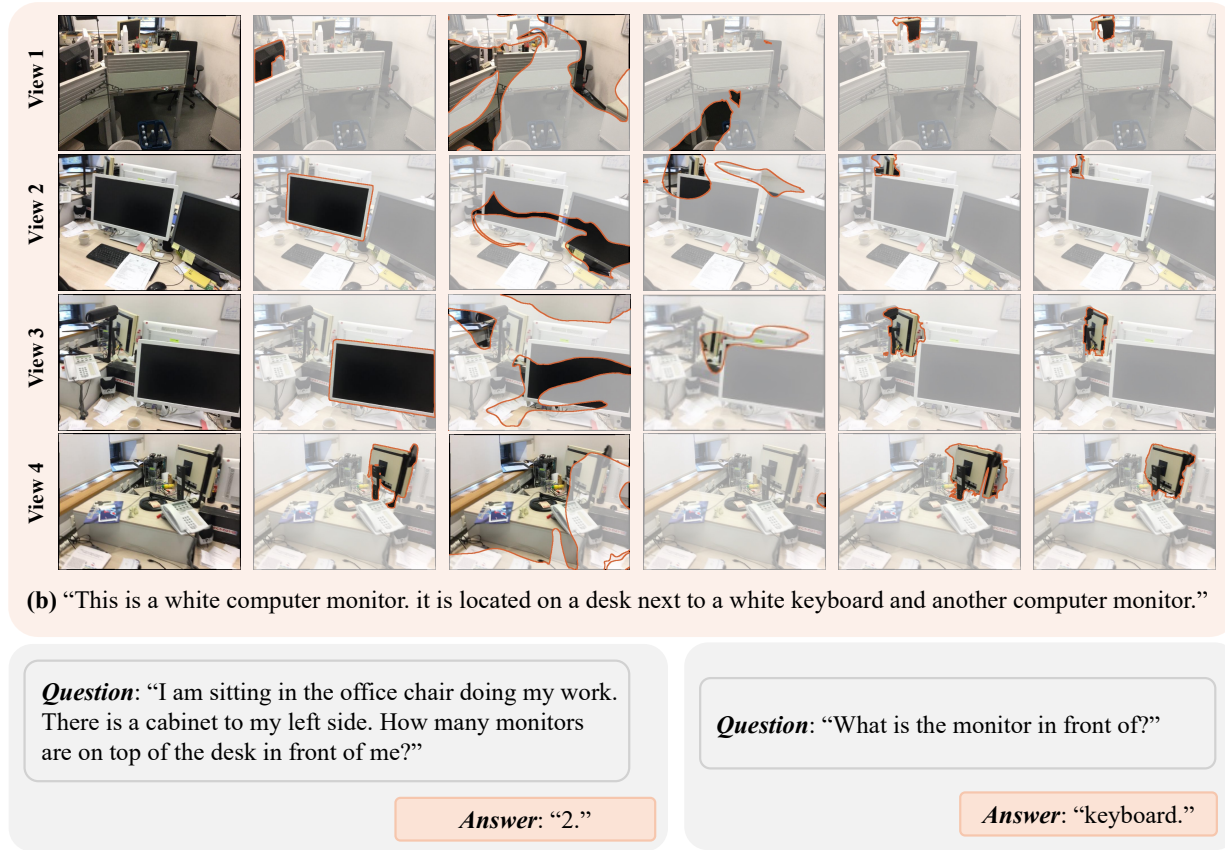 View 1
View 2
View 3
View 4
(b) “This is a white computer monitor. it is located on a desk next to a white keyboard and another computer monitor.”
Question: “I am sitting in the office chair doing my work.
There is a cabinet to my left side. How many monitors
are on top of the desk in front of me?”
Answer: “2.”
Question: “What is the monitor in front of?”
Answer: “keyboard.”